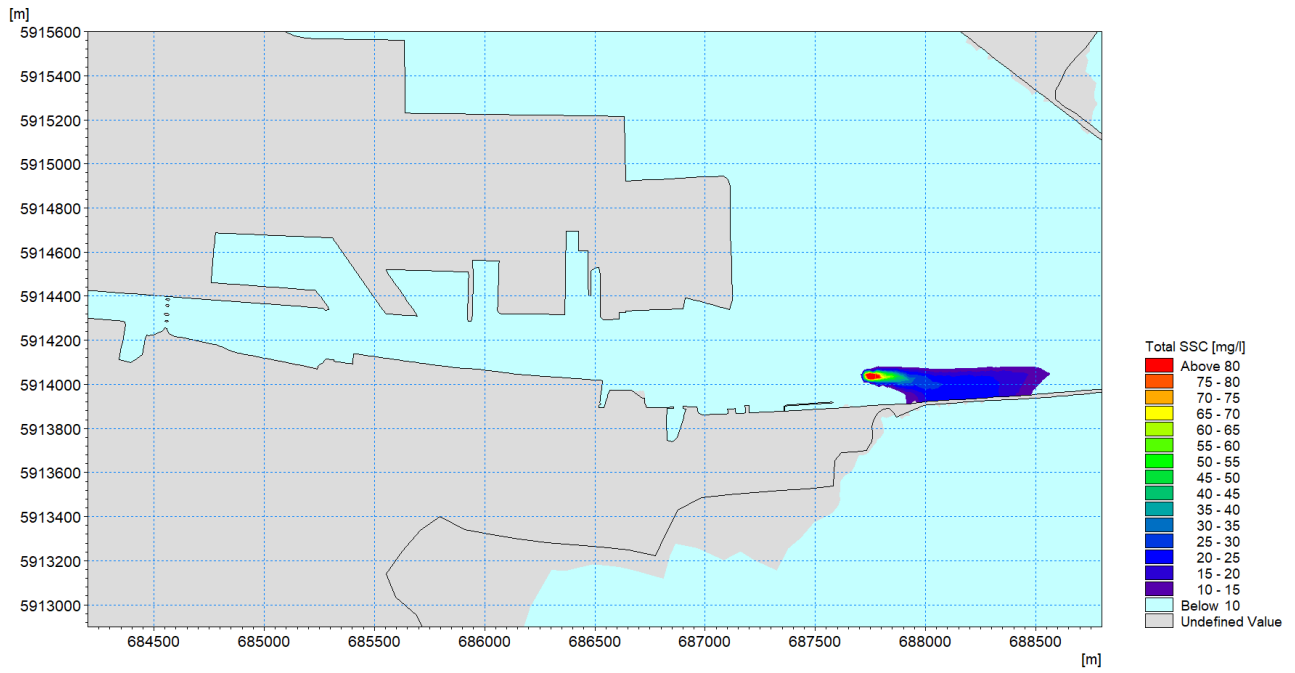 [m]
5915600
5915400
5915200
5915000
5914800
5914600
5914400
5914200
5914000
5913800
5913600
5913400
5913200
5913000
684500 685000 685500 686000 686500 687000 687500 688000 688500
[m]
Total SSC [mg/l]
Above 80
75 - 80
70 - 75
65 - 70
60 - 65
55 - 60
50 - 55
45 - 50
40 - 45
35 - 40
30 - 35
25 - 30
20 - 25
15 - 20
10 - 15
Below 10
Undefined Value